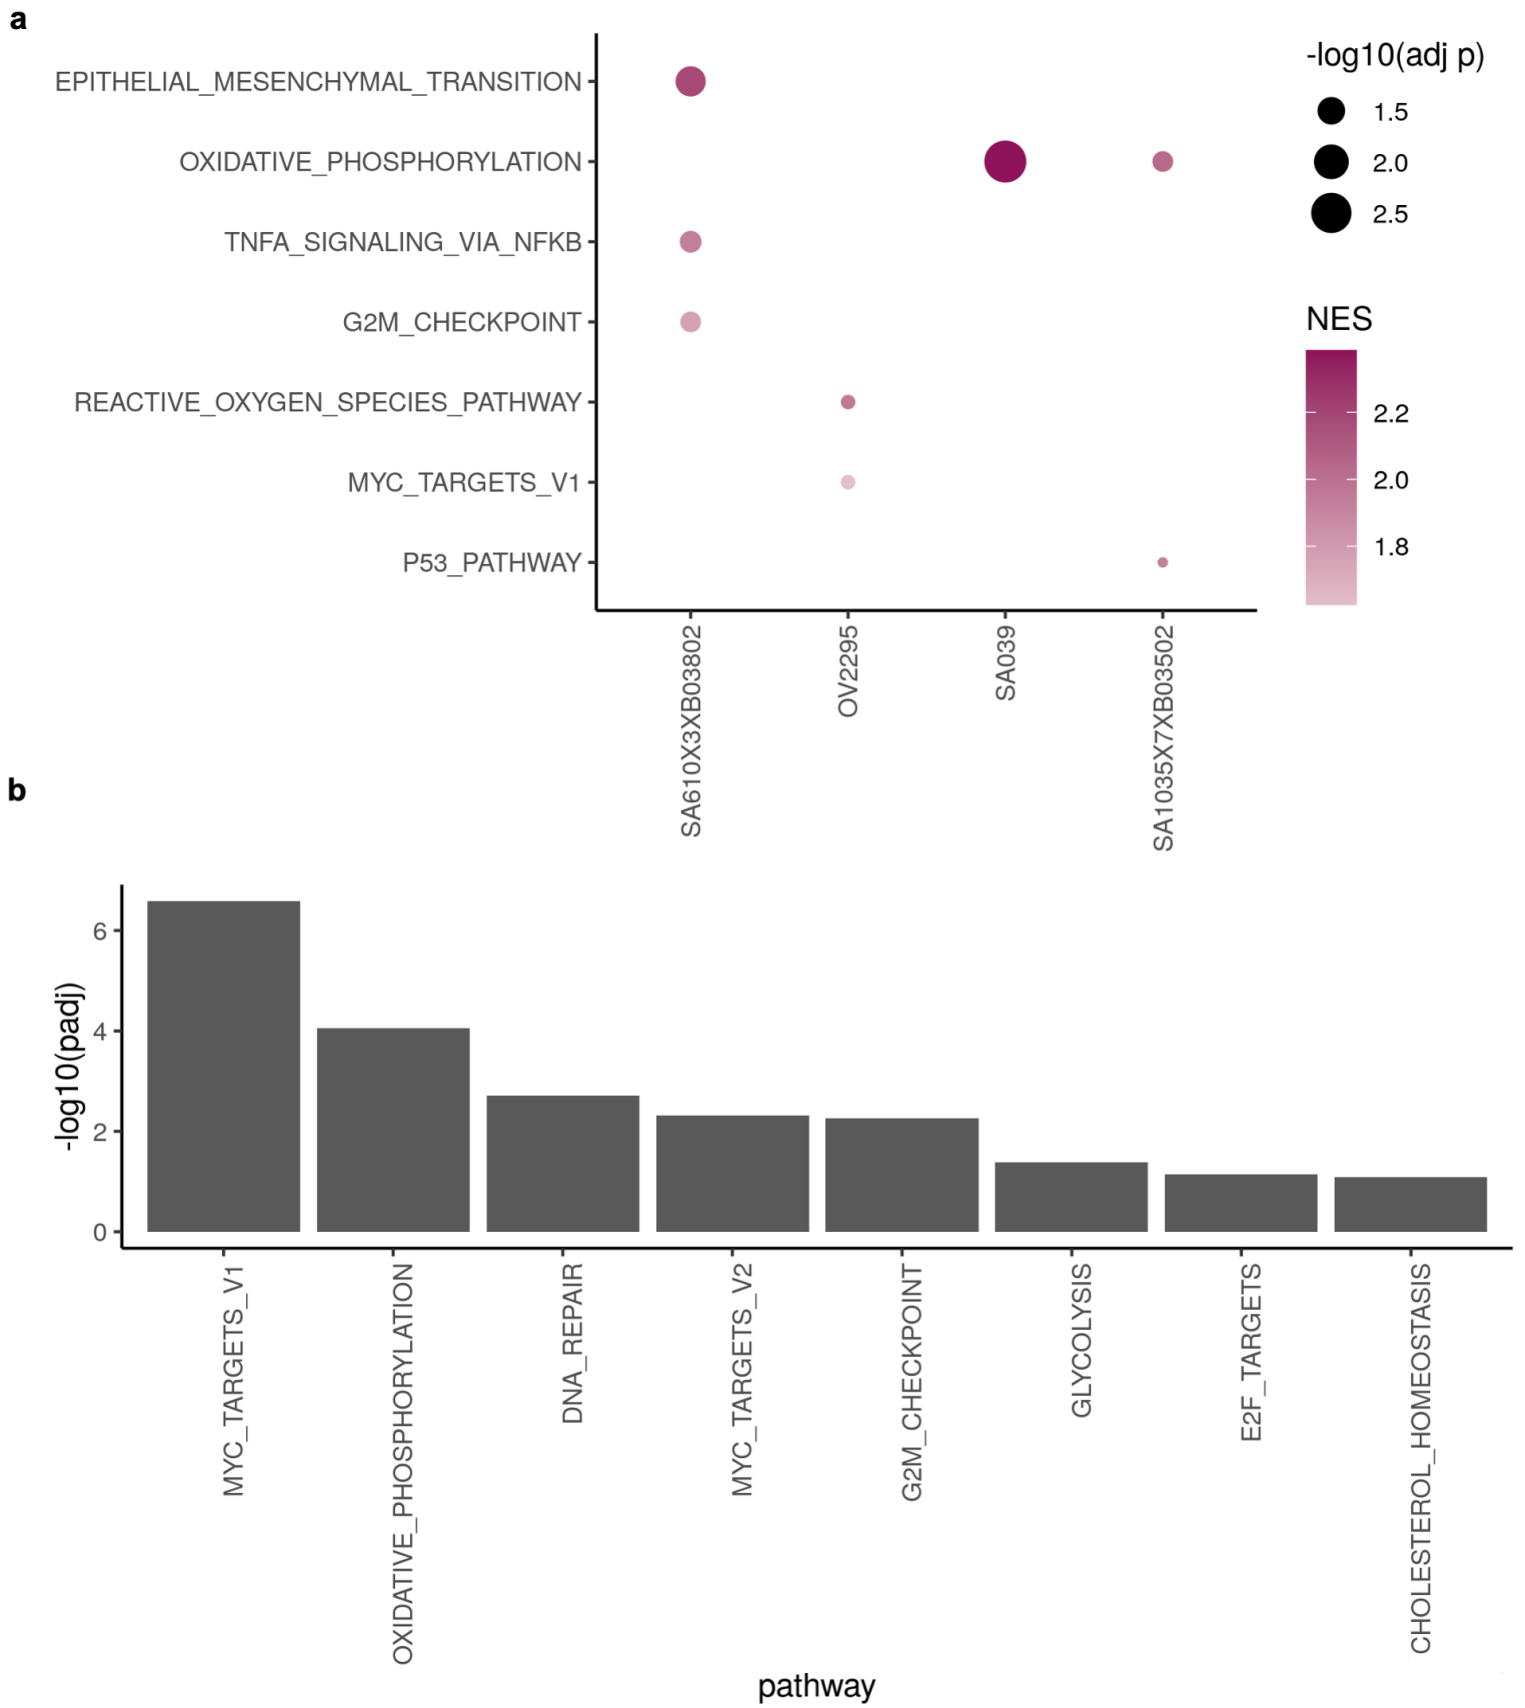 a
EPITHELIAL_MESENCHYMAL_TRANSITION
OXIDATIVE_PHOSPHORYLATION
TNFA_SIGNALING_VIA_NFKB
G2M_CHECKPOINT
REACTIVE_OXYGEN_SPECIES_PATHWAY
MYC_TARGETS_V1
P53_PATHWAY
SA610X3XB03802
OV2295
SA039
SA1035X7XB03502
-log10(adj p)
1.5
2.0
2.5
NES
2.2
2.0
1.8
b
-log10(padj)
6
4
2
0
MYC_TARGETS_V1
OXIDATIVE_PHOSPHORYLATION
DNA_REPAIR
MYC_TARGETS_V2
G2M_CHECKPOINT
GLYCOLYSIS
E2F_TARGETS
CHOLESTEROL_HOMEOSTASIS
pathway